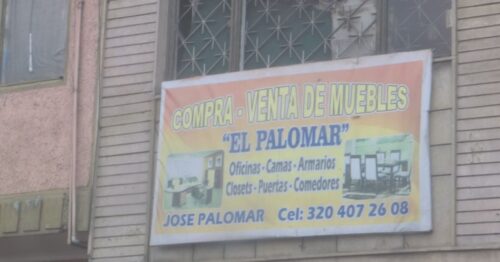 COMPRA - VENTA DE MUEBLES
"EL PALOMAR"
Oficinas - Camas - Armarios
Closets - Puertas - Comedores
JOSE PALOMAR Cel: 320 407 26 08